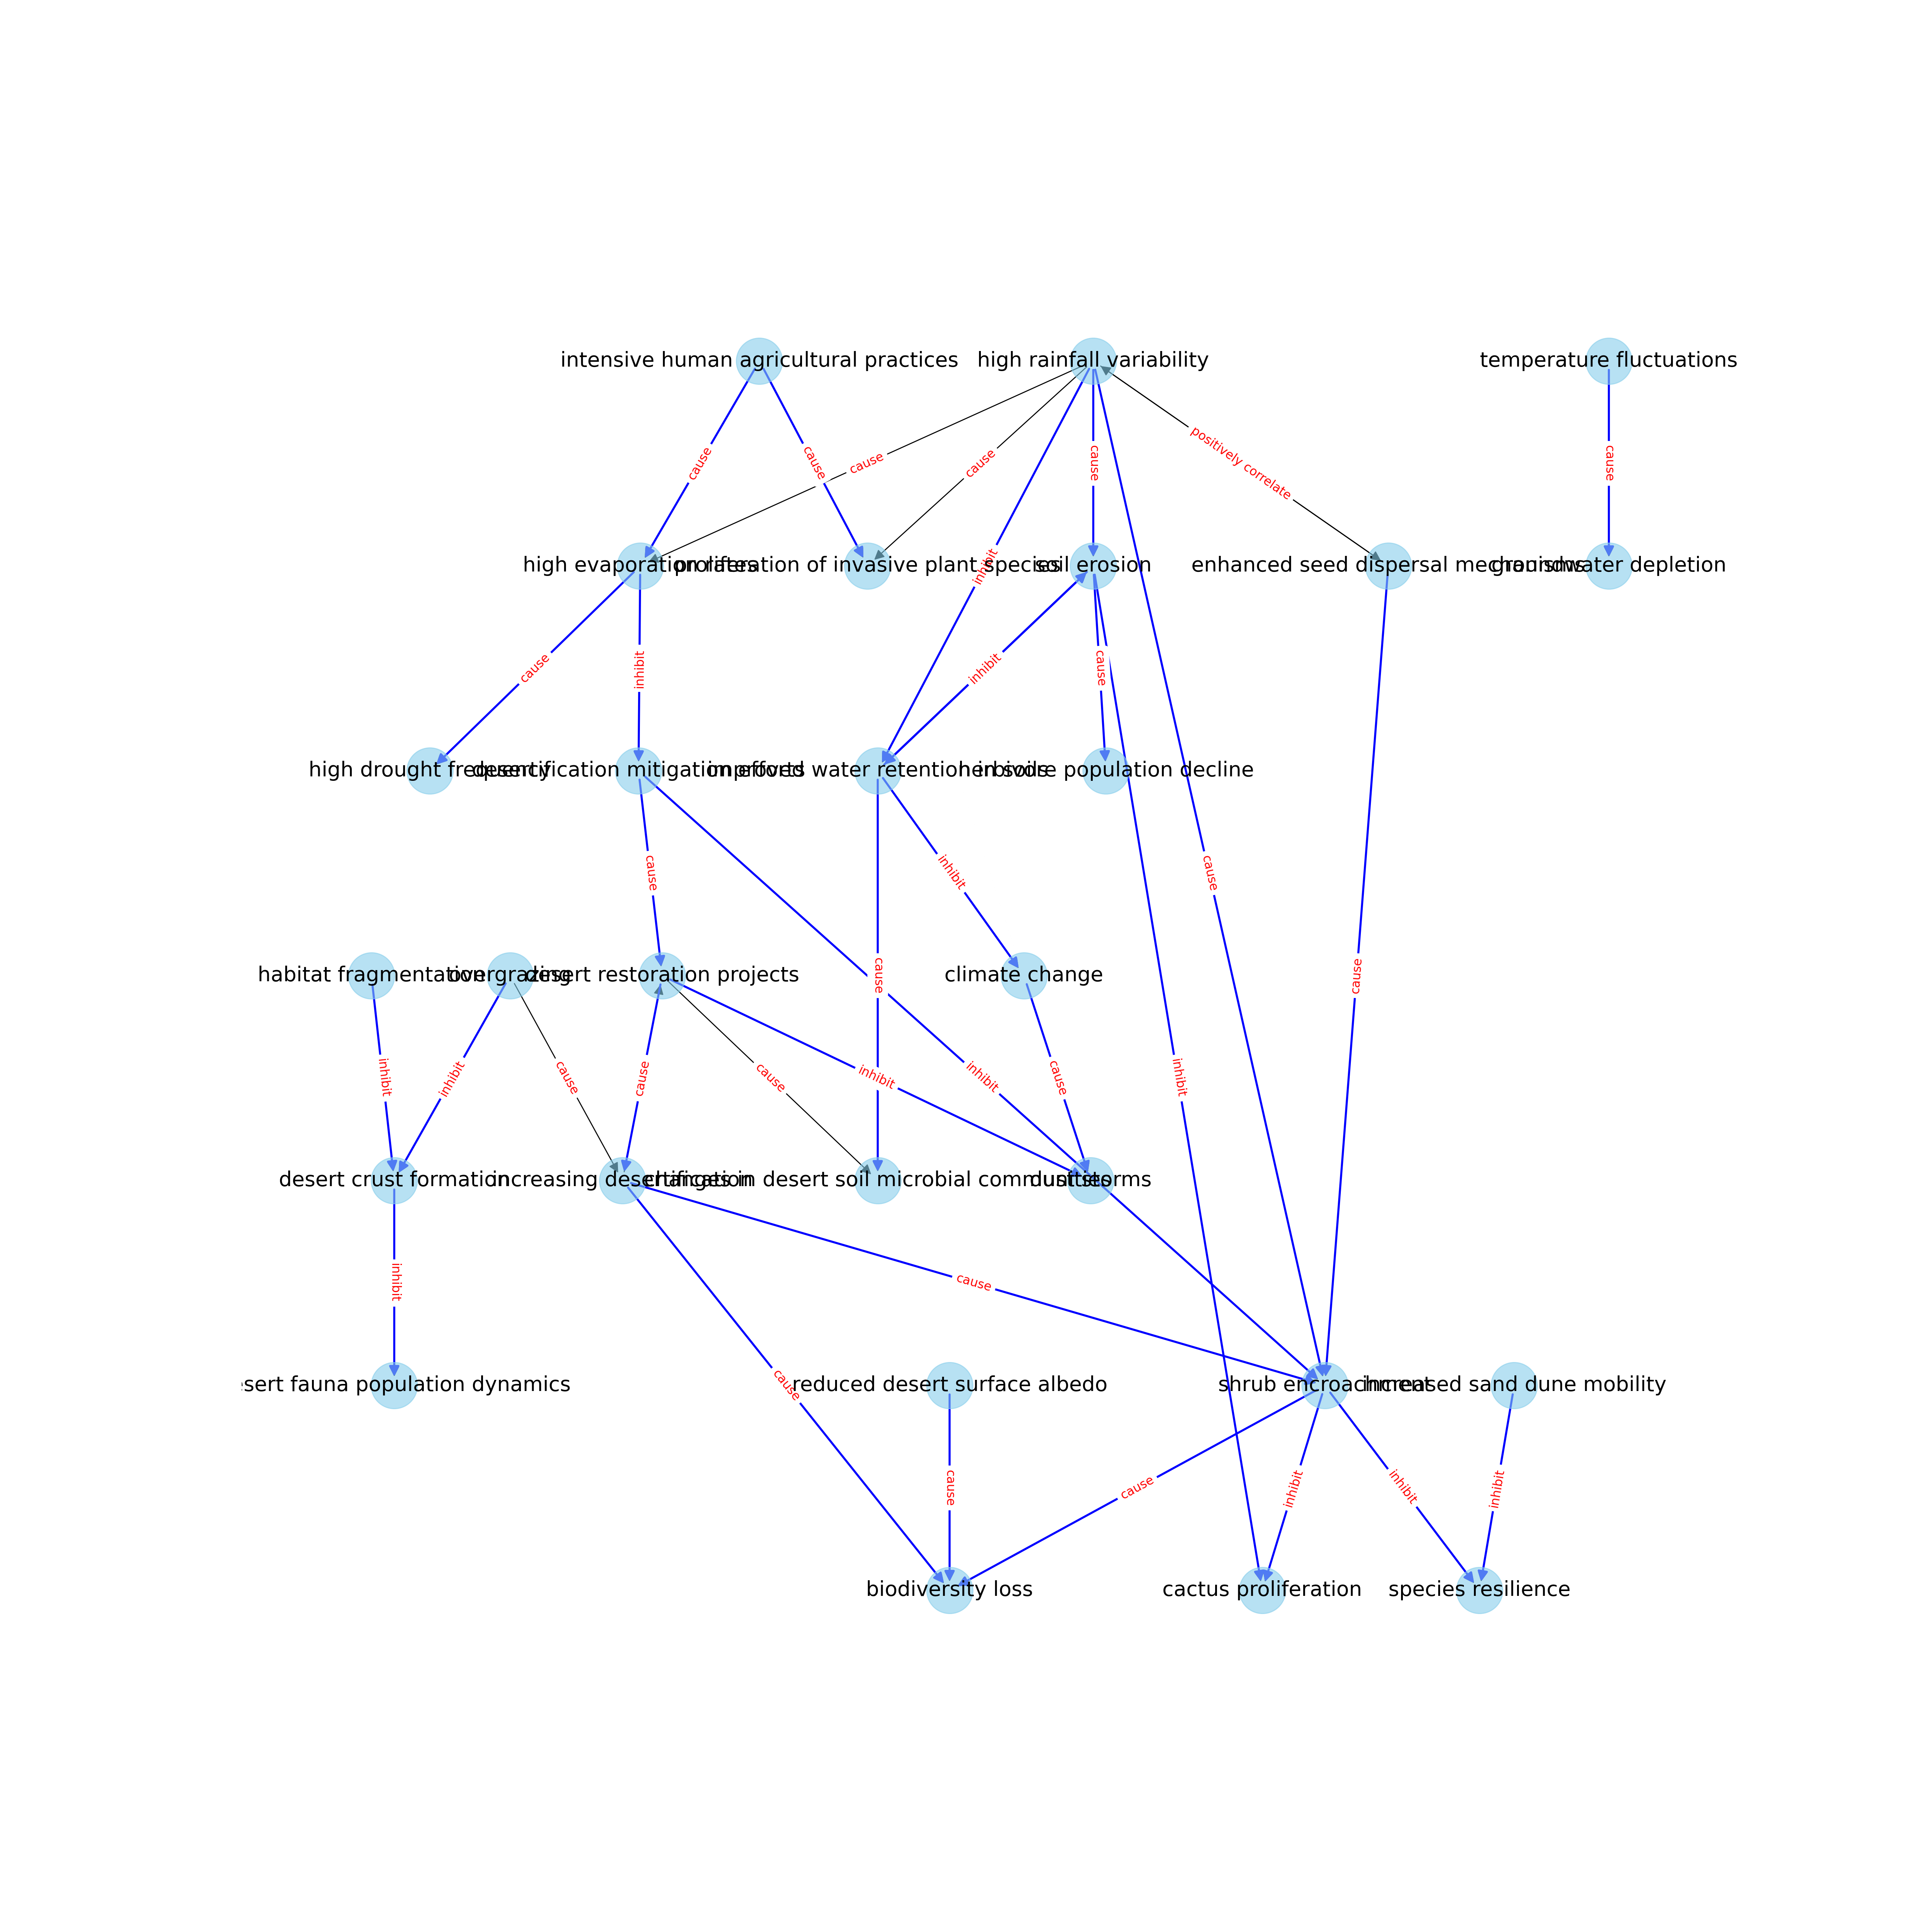 intensive human agricultural practices
high rainfall variability
temperature fluctuations
cause
cause
cause
cause
cause
positively correlate
cause
high evaporation rates
proliferation of invasive plant species
soil erosion
enhanced seed dispersal mechanisms
groundwater depletion
inhibit
cause
inhibit
inhibit
cause
high drought frequency
desertification mitigation efforts
improved water retention in soils
herbivore population decline
cause
inhibit
cause
habitat fragmentation
overgrazing
desert restoration projects
climate change
cause
cause
inhibit
inhibit
cause
cause
cause
inhibit
inhibit
cause
inhibit
desert crust formation
increasing desertification
changes in desert soil microbial communities
dust storms
inhibit
cause
esert fauna population dynamics
cause
reduced desert surface albedo
shrub encroachment
increased sand dune mobility
cause
cause
inhibit
inhibit
inhibit
biodiversity loss
cactus proliferation
species resilience